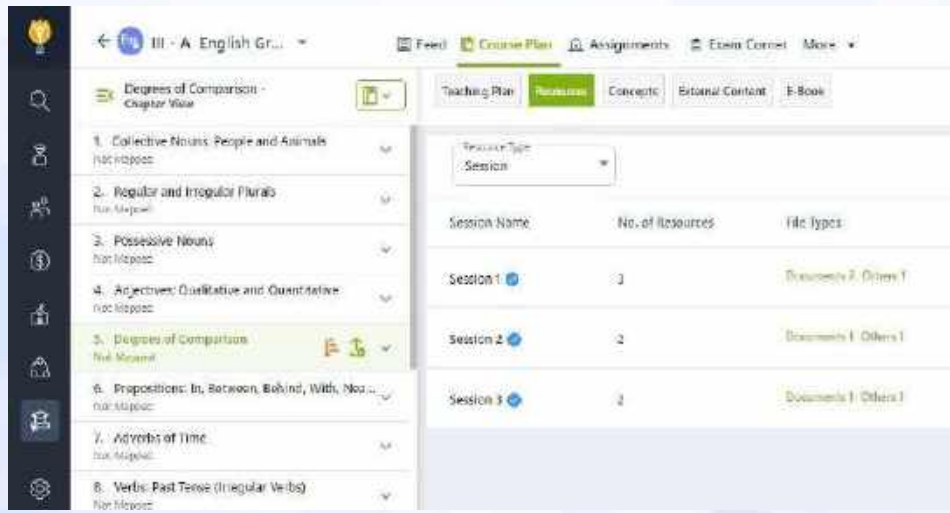 Eng III - A English Gr...
Feed Course Plan Assignments Exam Corner More
Degrees of Comparison -
Chapter View
Teaching Plan Resources Concepts External Content E-Book
1. Collective Nouns: People and Animals
Not Mapped
2. Regular and Irregular Plurals
Not Mapped
3. Possessive Nouns
Not Mapped
4. Adjectives: Qualitative and Quantitative
Not Mapped
5. Degrees of Comparison
Not Mapped
6. Prepositions: In, Between, Behind, With, Nea...
Not Mapped
7. Adverbs of Time
Not Mapped
8. Verbs: Past Tense (Irregular Verbs)
Not Mapped
Resource Type
Session
Session Name No. of Resources File Types
Session 1 3 Documents 2, Others 1
Session 2 2 Documents 1, Others 1
Session 3 2 Documents 1, Others 1